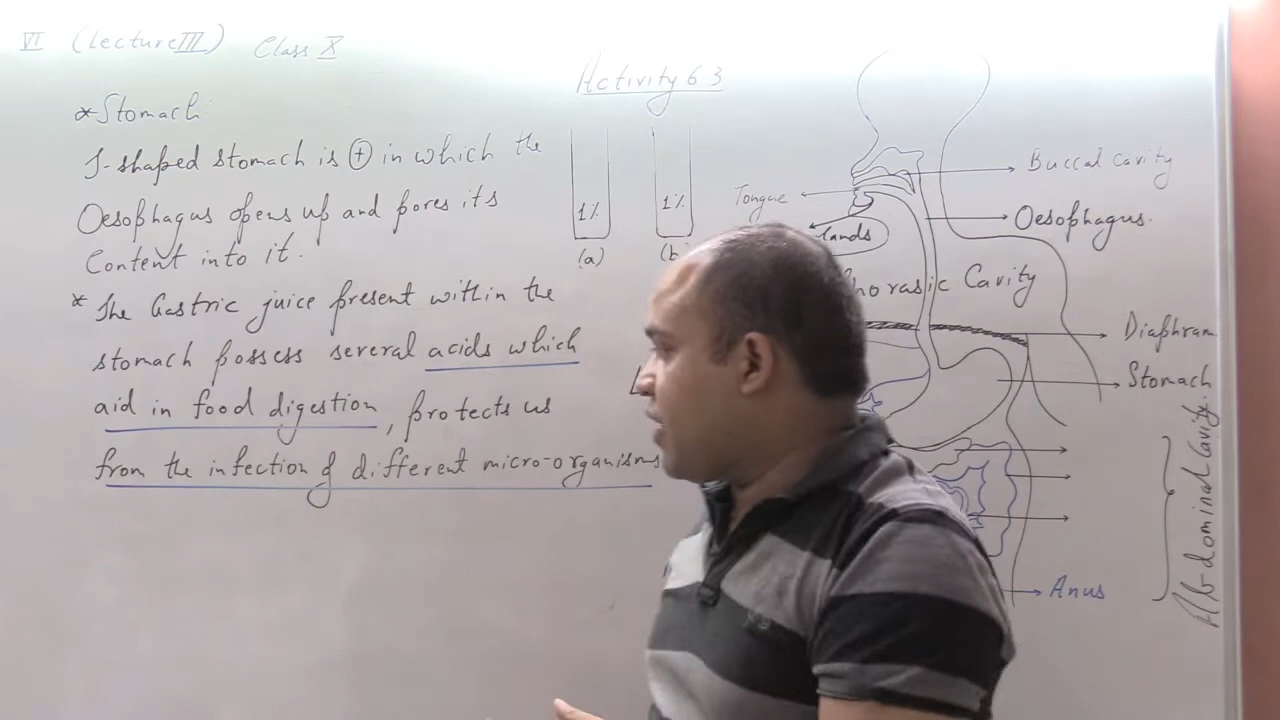 VI (Lecture III) Class X
*Stomach:
J-shaped stomach is + in which the
Oesophagus opens up and pores its
Content into it.
* The Gastric juice present within the
stomach possess several acids which
aid in food digestion, protects us
from the infection of different micro-organisms
Activity 6.3
1%
1%
(a)
(b
Buccal Cavity
Tongue
Oesophagus.
lands
horasic Cavity
Diaphram
Stomach
Abdominal Cavity.
Anus